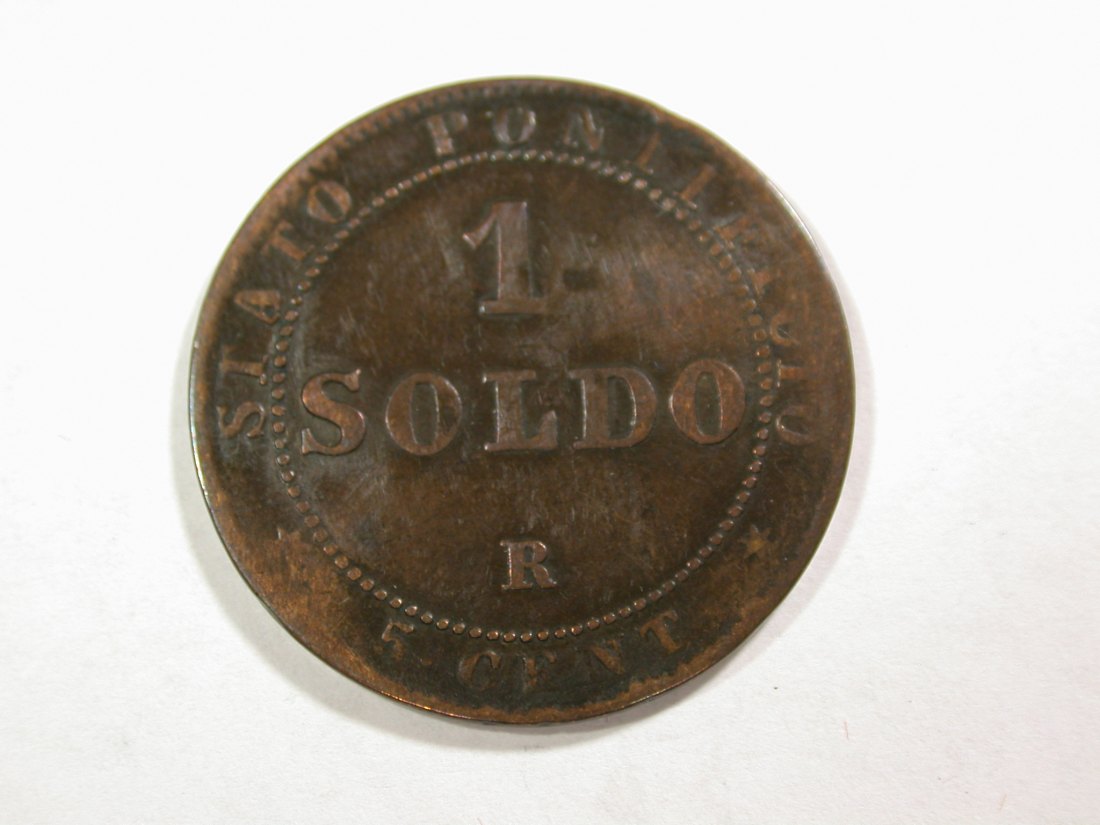 STATO PONTIFICIO
1
SOLDO
R
5 CENT